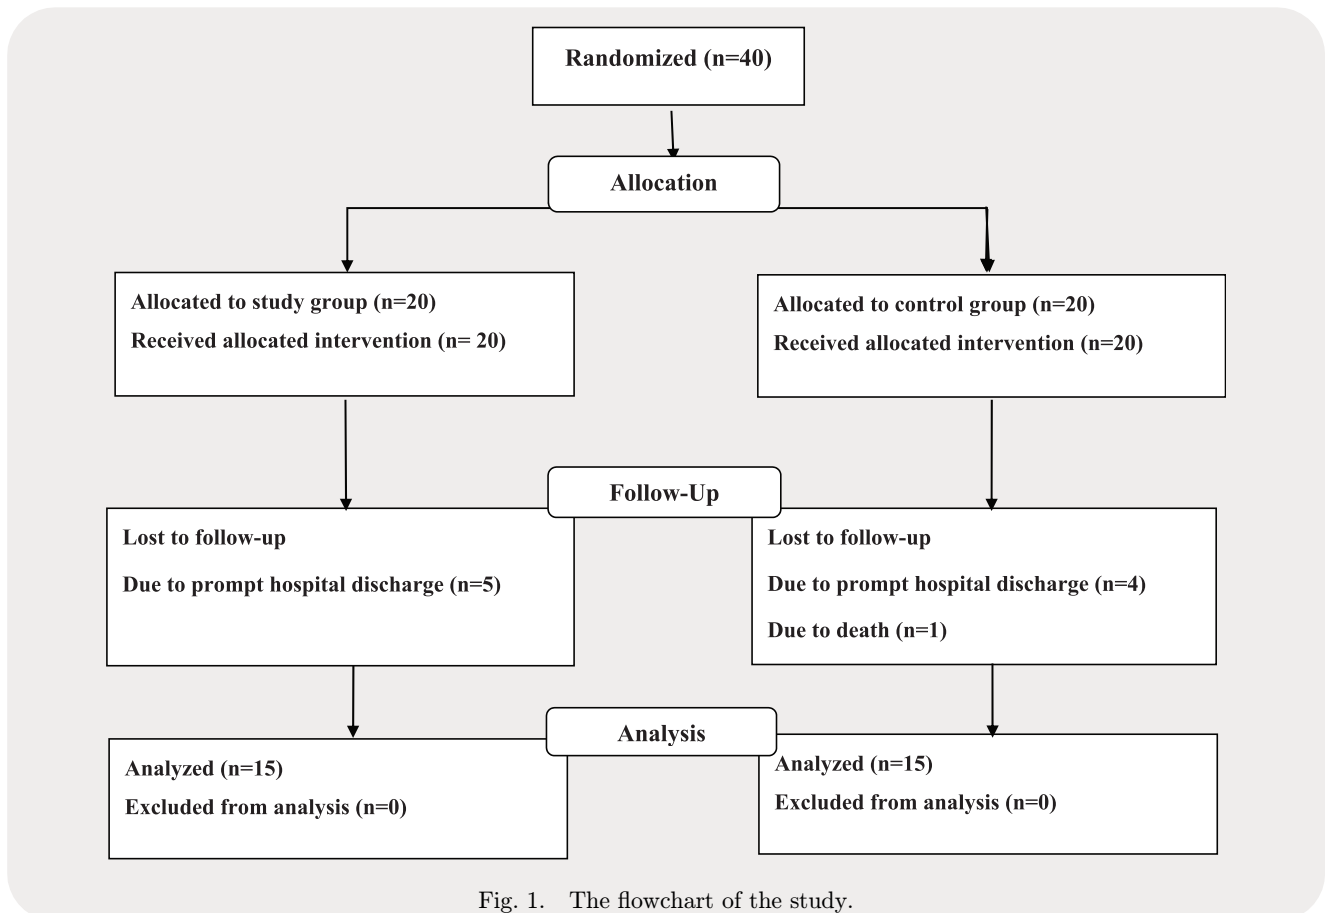 Randomized (n=40)
Allocation
Allocated to study group (n=20)
Received allocated intervention (n= 20)
Allocated to control group (n=20)
Received allocated intervention (n=20)
Follow-Up
Lost to follow-up
Due to prompt hospital discharge (n=5)
Lost to follow-up
Due to prompt hospital discharge (n=4)
Due to death (n=1)
Analysis
Analyzed (n=15)
Excluded from analysis (n=0)
Analyzed (n=15)
Excluded from analysis (n=0)
Fig. 1. The flowchart of the study.